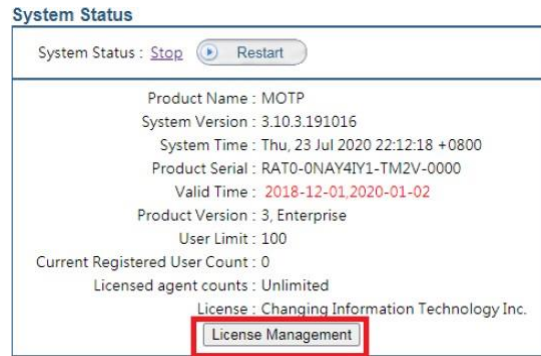 System Status
System Status : Stop Restart
Product Name : MOTP
System Version : 3.10.3.191016
System Time : Thu, 23 Jul 2020 22:12:18 +0800
Product Serial : RAT0-0NAY4IY1-TM2V-0000
Valid Time : 2018-12-01,2020-01-02
Product Version : 3, Enterprise
User Limit : 100
Current Registered User Count : 0
Licensed agent counts : Unlimited
License : Changing Information Technology Inc.
License Management